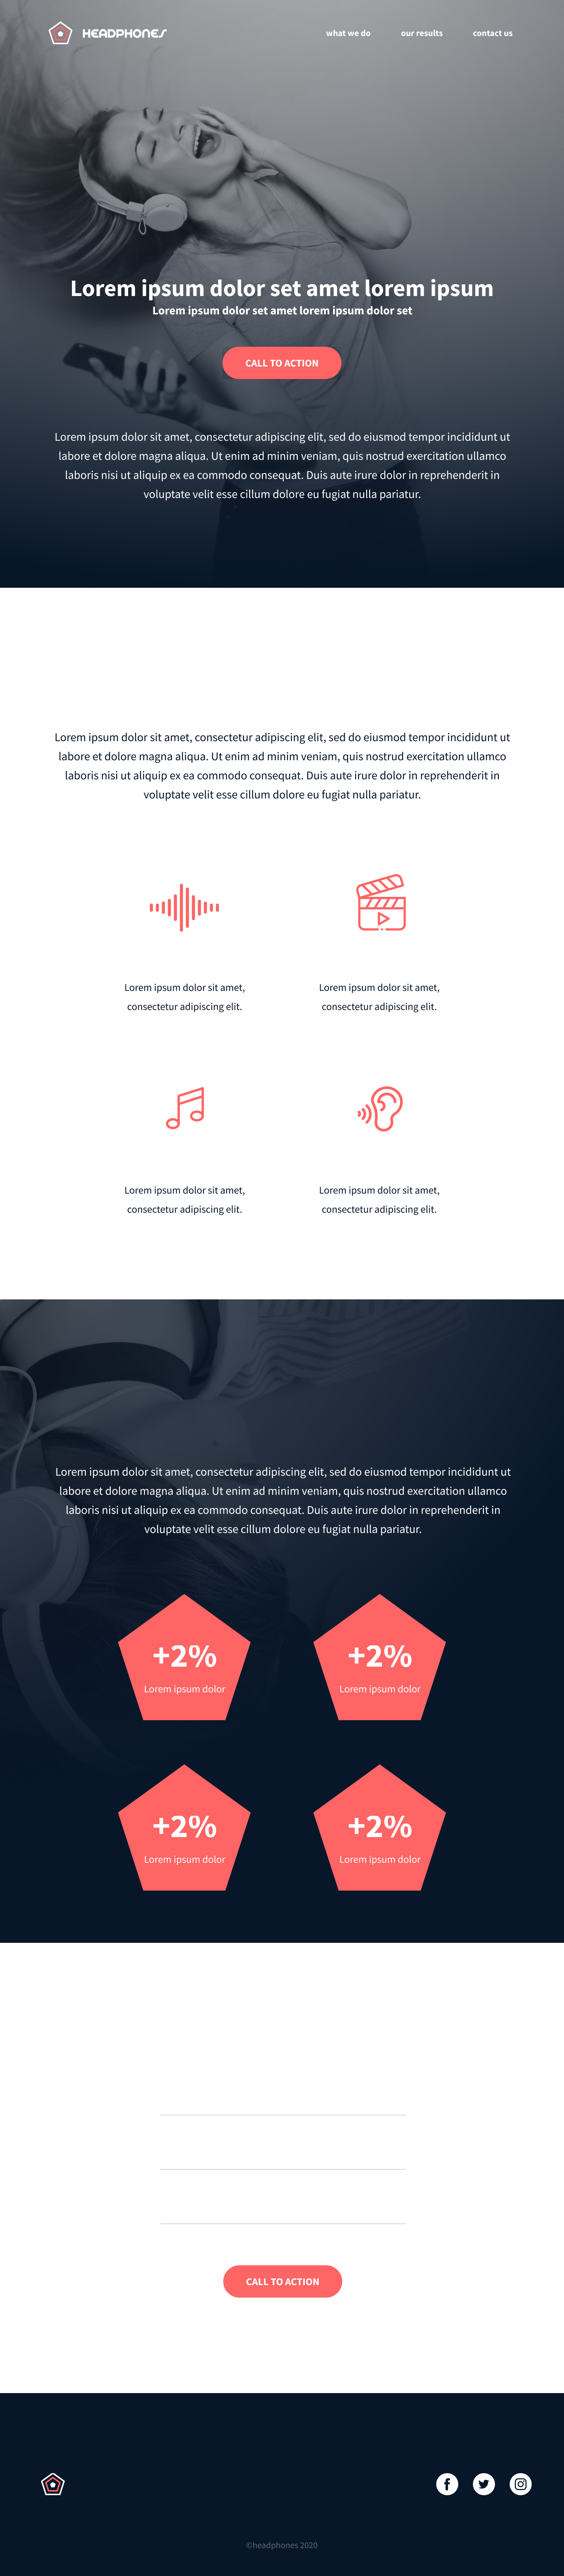 HEADPHONES
what we do
our results
contact us
Lorem ipsum dolor set amet lorem ipsum
Lorem ipsum dolor set amet lorem ipsum dolor set
CALL TO ACTION
Lorem ipsum dolor sit amet, consectetur adipiscing elit, sed do eiusmod tempor incididunt ut
labore et dolore magna aliqua. Ut enim ad minim veniam, quis nostrud exercitation ullamco
laboris nisi ut aliquip ex ea commodo consequat. Duis aute irure dolor in reprehenderit in
voluptate velit esse cillum dolore eu fugiat nulla pariatur.
Lorem ipsum dolor sit amet, consectetur adipiscing elit, sed do eiusmod tempor incididunt ut
labore et dolore magna aliqua. Ut enim ad minim veniam, quis nostrud exercitation ullamco
laboris nisi ut aliquip ex ea commodo consequat. Duis aute irure dolor in reprehenderit in
voluptate velit esse cillum dolore eu fugiat nulla pariatur.
Lorem ipsum dolor sit amet,
consectetur adipiscing elit.
Lorem ipsum dolor sit amet,
consectetur adipiscing elit.
Lorem ipsum dolor sit amet,
consectetur adipiscing elit.
Lorem ipsum dolor sit amet,
consectetur adipiscing elit.
Lorem ipsum dolor sit amet, consectetur adipiscing elit, sed do eiusmod tempor incididunt ut
labore et dolore magna aliqua. Ut enim ad minim veniam, quis nostrud exercitation ullamco
laboris nisi ut aliquip ex ea commodo consequat. Duis aute irure dolor in reprehenderit in
voluptate velit esse cillum dolore eu fugiat nulla pariatur.
+2%
Lorem ipsum dolor
+2%
Lorem ipsum dolor
+2%
Lorem ipsum dolor
+2%
Lorem ipsum dolor
CALL TO ACTION
©headphones 2020